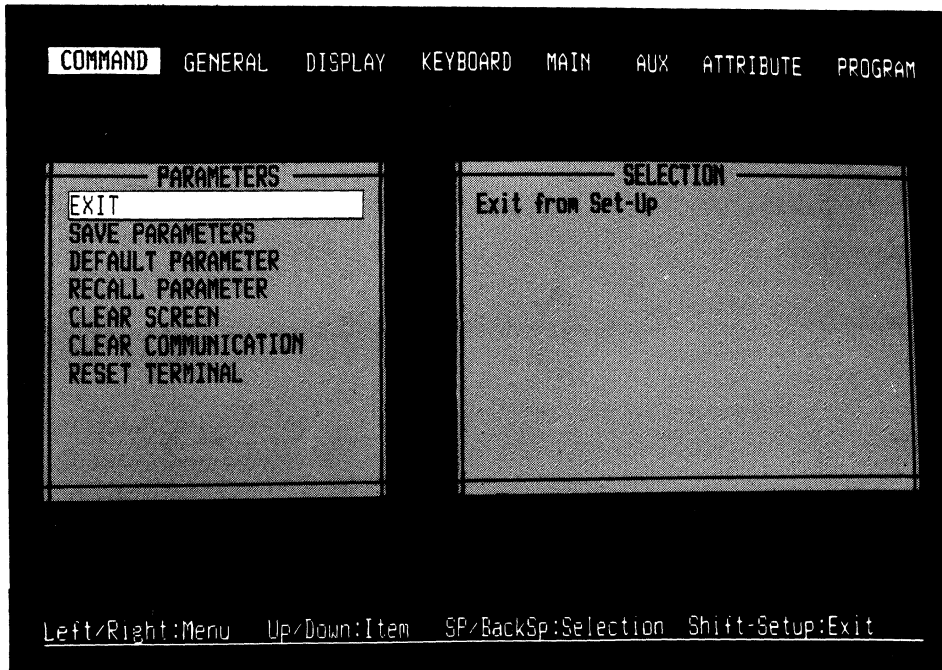 COMMAND GENERAL DISPLAY KEYBOARD MAIN AUX ATTRIBUTE PROGRAM
PARAMETERS
EXIT
SAVE PARAMETERS
DEFAULT PARAMETER
RECALL PARAMETER
CLEAR SCREEN
CLEAR COMMUNICATION
RESET TERMINAL
SELECTION
Exit from Set-Up
Left/Right:Menu Up/Down:Item SP/BackSp:Selection Shift-Setup:Exit